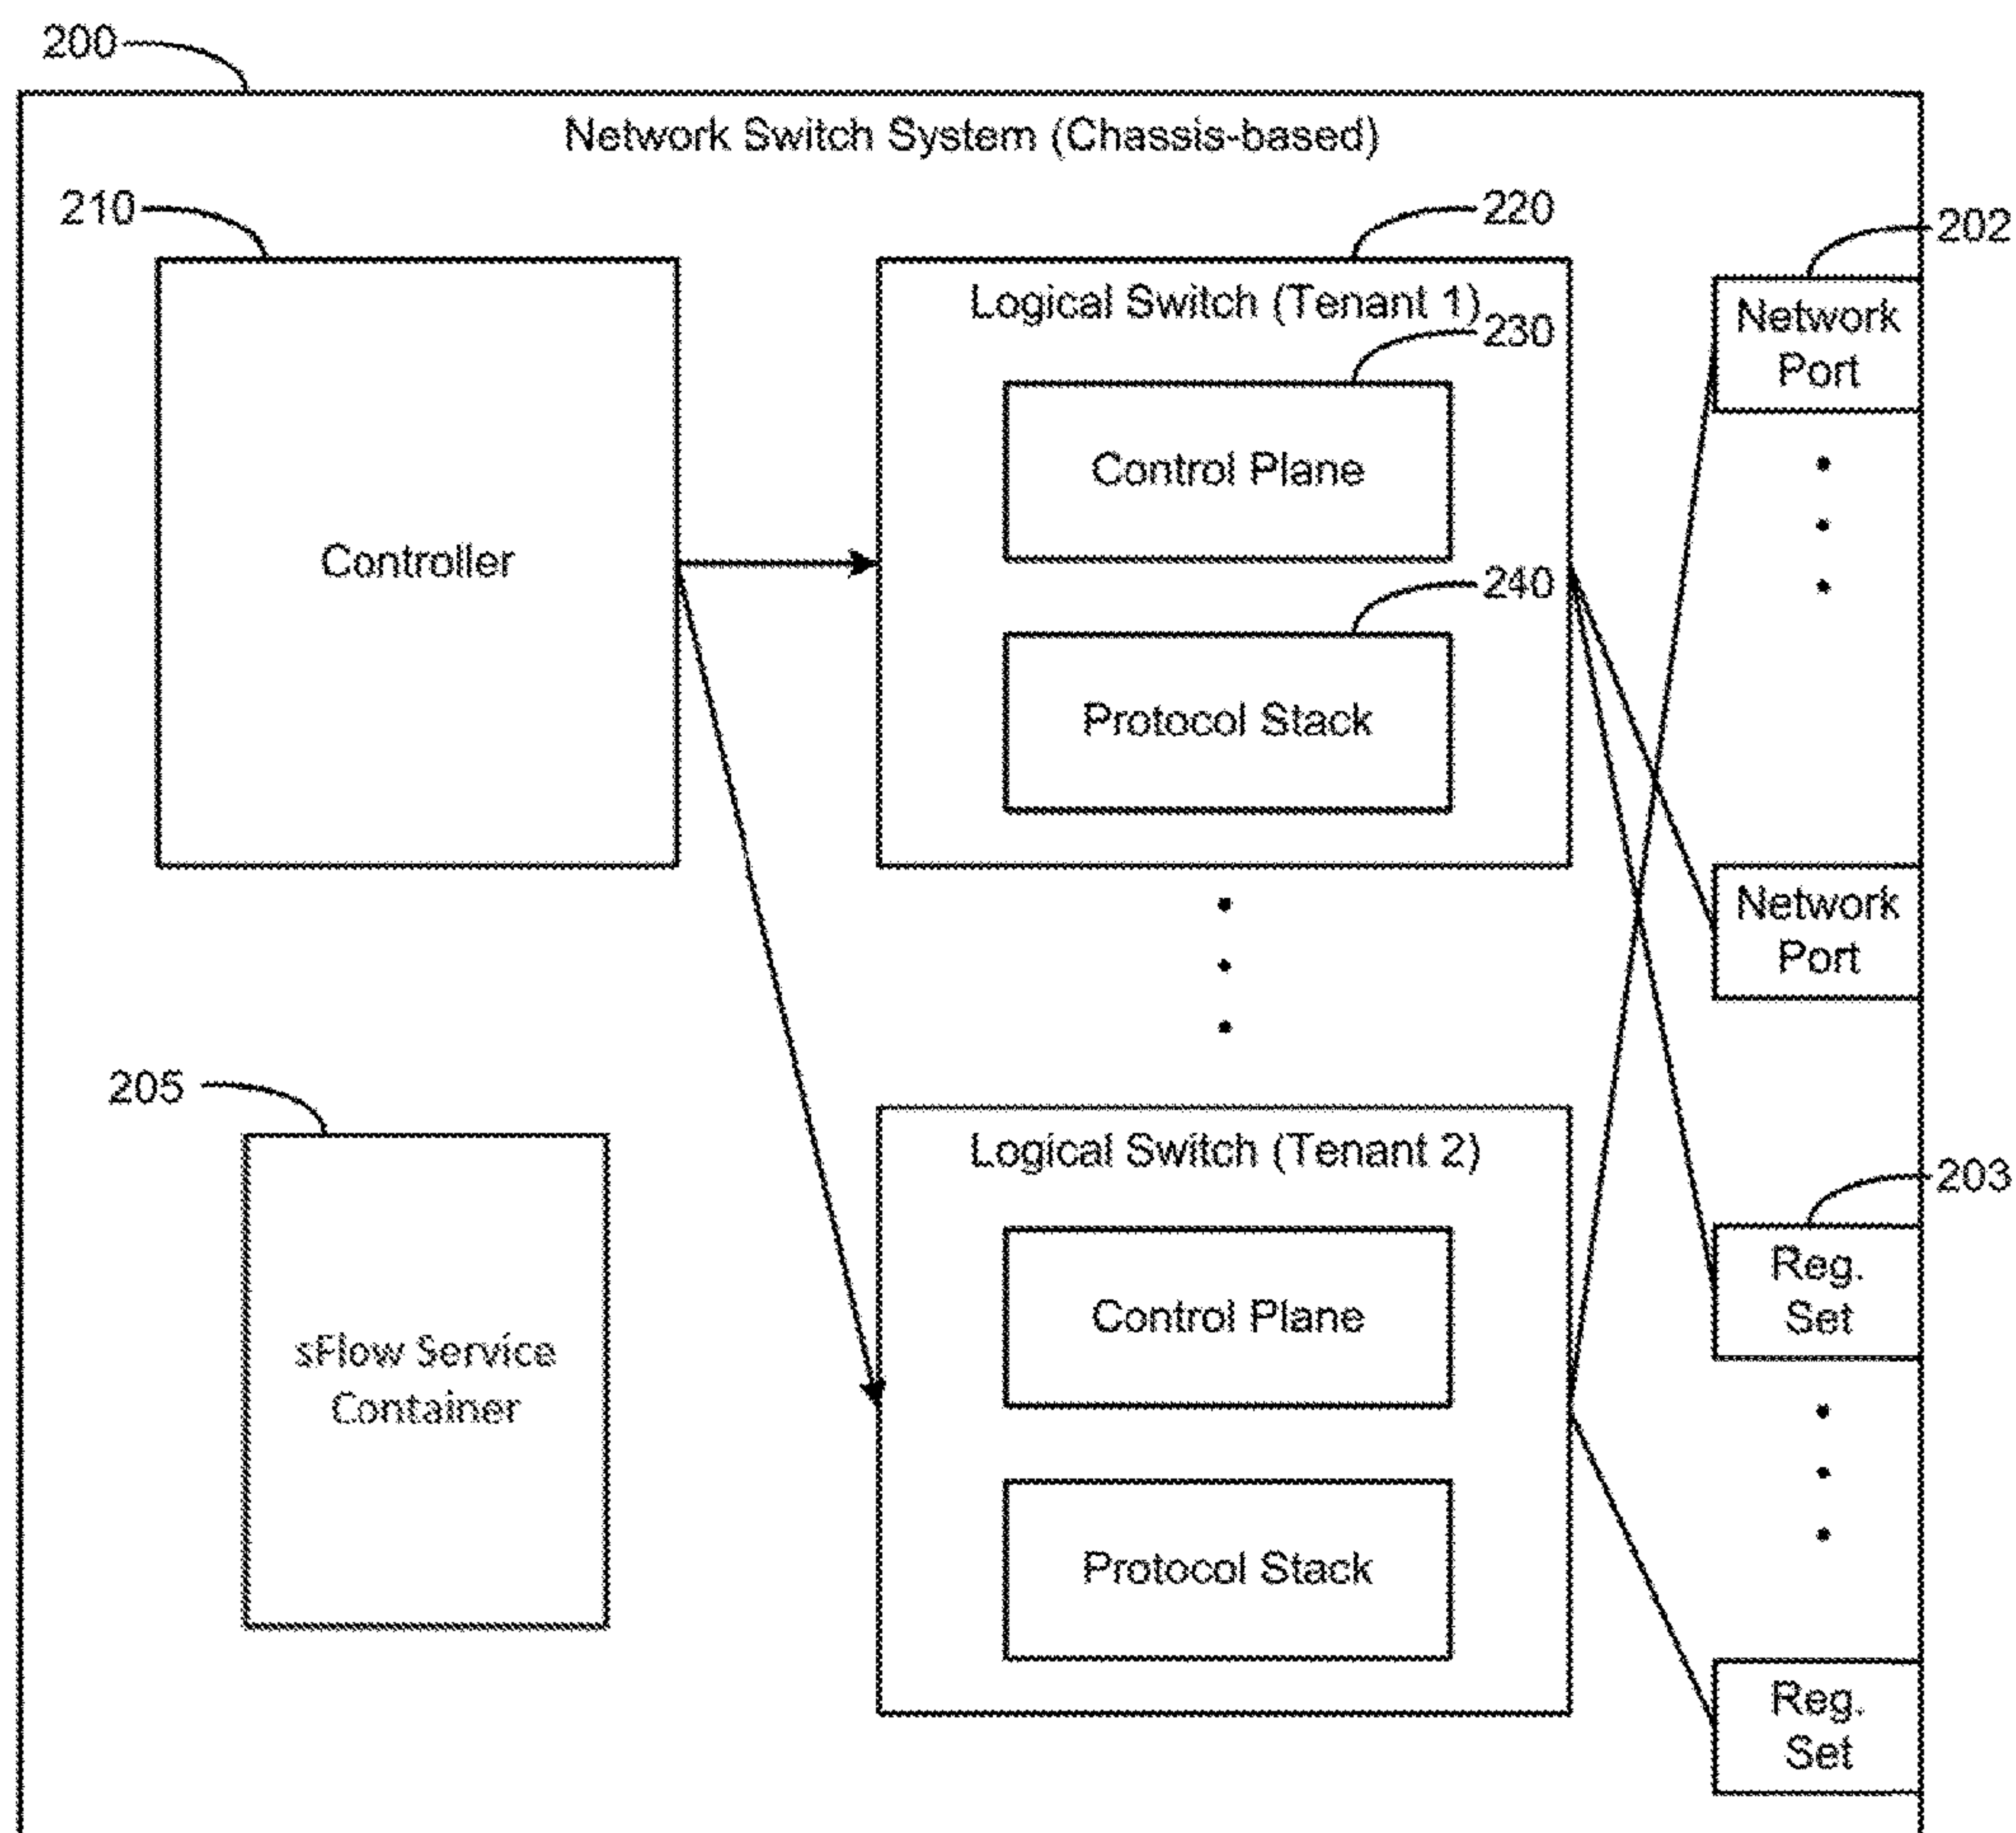 200
Network Switch System (Chassis-based)
210
220
202
Logical Switch (Tenant 1)
230
Network
Port
Control Plane
Controller
240
Protocol Stack
Network
Port
205
Logical Switch (Tenant 2)
203
Reg.
Set
Control Plane
sFlow Service
Container
Protocol Stack
Reg.
Set